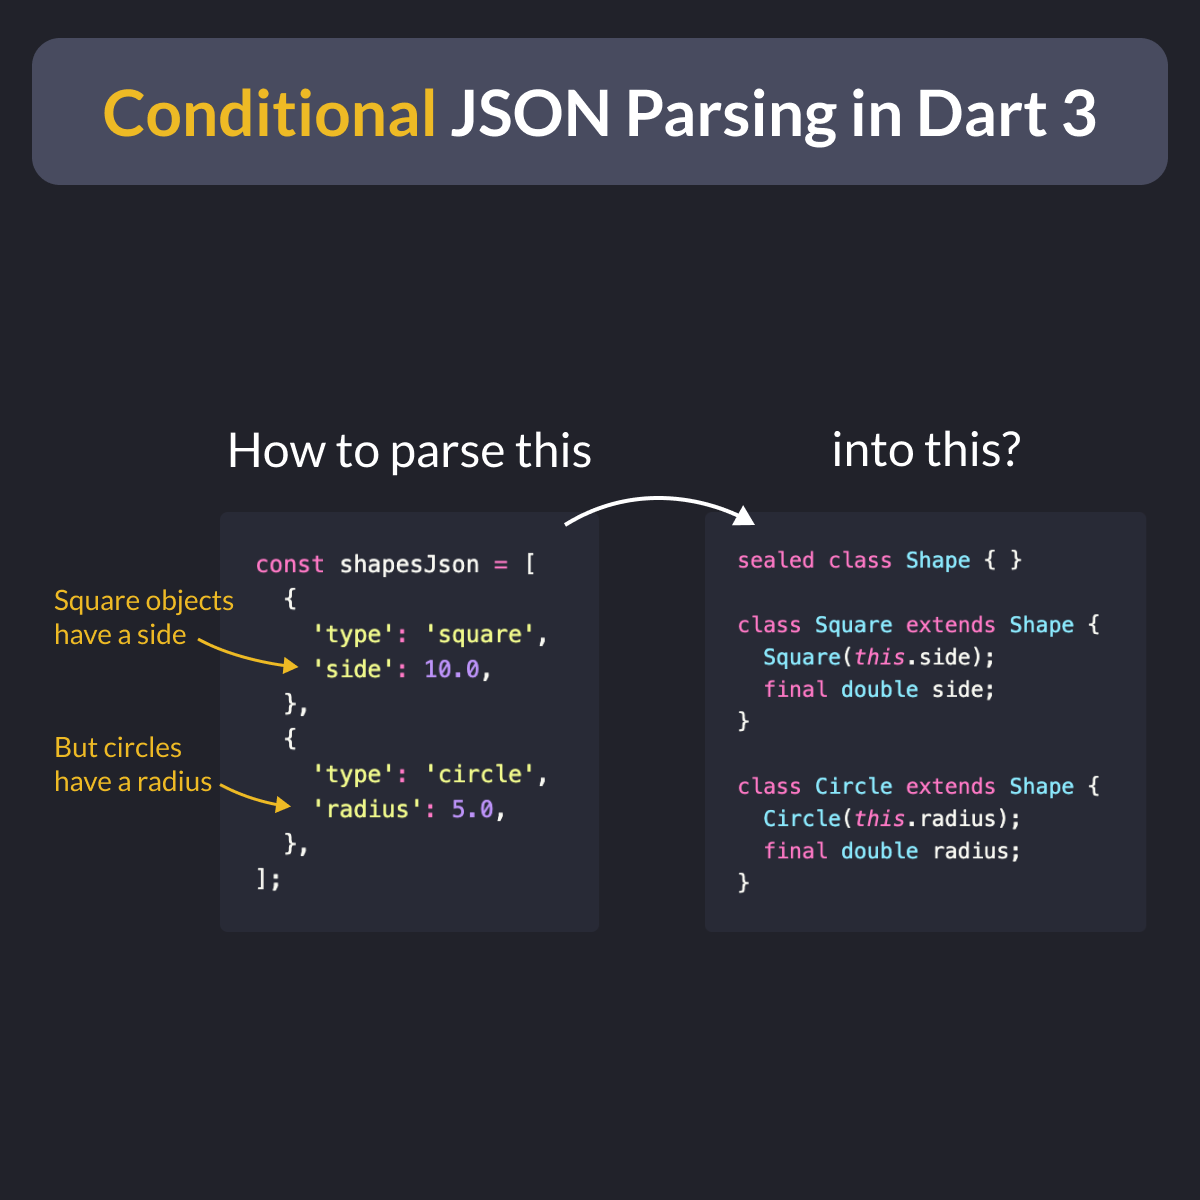 Conditional JSON Parsing in Dart 3
How to parse this
into this?
Square objects
have a side
But circles
have a radius
const shapesJson = [
  {
    'type': 'square',
    'side': 10.0,
  },
  {
    'type': 'circle',
    'radius': 5.0,
  },
];
sealed class Shape { }
class Square extends Shape {
  Square(this.side);
  final double side;
}
class Circle extends Shape {
  Circle(this.radius);
  final double radius;
}